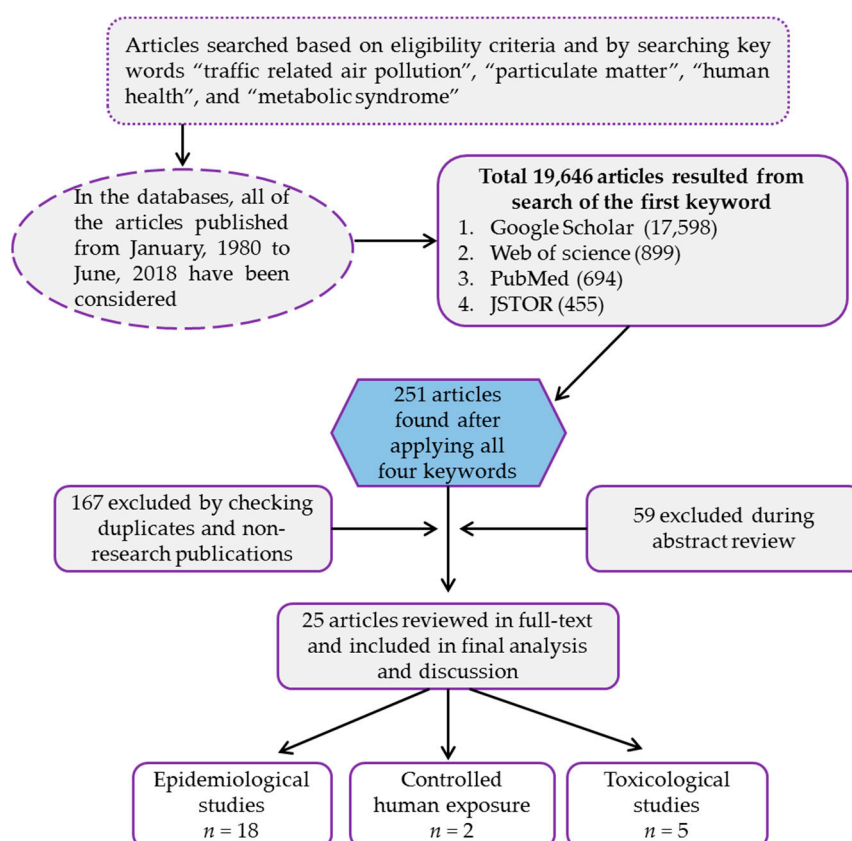 Articles searched based on eligibility criteria and by searching key
words “traffic related air pollution”, “particulate matter”, “human
health”, and “metabolic syndrome”
In the databases, all of
the articles published
from January, 1980 to
June, 2018 have been
considered
Total 19,646 articles resulted from
search of the first keyword
1. Google Scholar (17,598)
2. Web of science (899)
3. PubMed (694)
4. JSTOR (455)
251 articles
found after
applying all
four keywords
167 excluded by checking
duplicates and non-
research publications
59 excluded during
abstract review
25 articles reviewed in full-text
and included in final analysis
and discussion
Epidemiological
studies
n = 18
Controlled
human exposure
n = 2
Toxicological
studies
n = 5